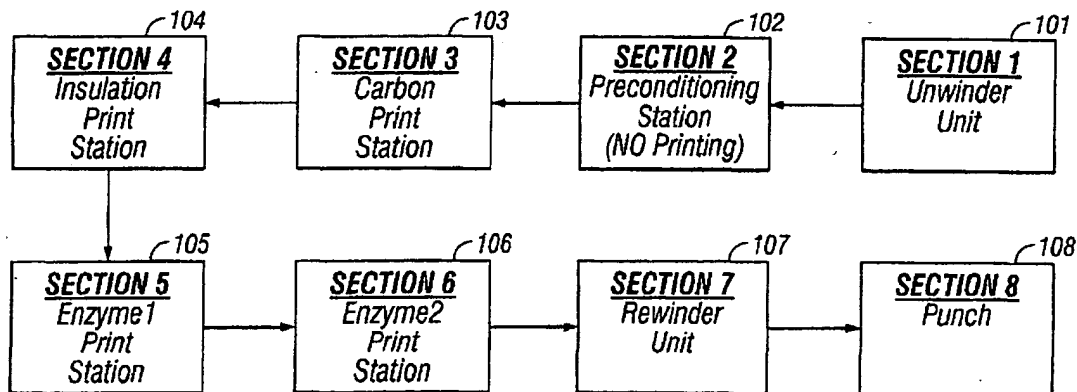 104
SECTION 4
Insulation
Print
Station
103
SECTION 3
Carbon
Print
Station
102
SECTION 2
Preconditioning
Station
(NO Printing)
101
SECTION 1
Unwinder
Unit
105
SECTION 5
Enzyme1
Print
Station
106
SECTION 6
Enzyme2
Print
Station
107
SECTION 7
Rewinder
Unit
108
SECTION 8
Punch